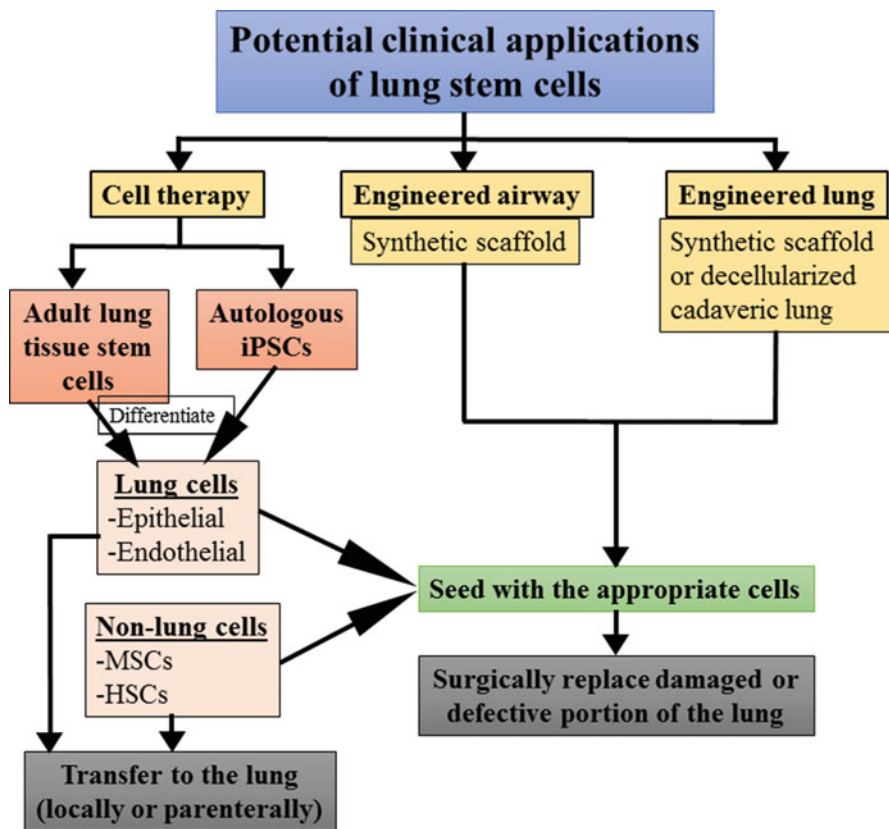 Potential clinical applications
of lung stem cells
Cell therapy
Engineered airway
Synthetic scaffold
Engineered lung
Synthetic scaffold
or decellularized
cadaveric lung
Adult lung
tissue stem
cells
Autologous
iPSCs
Differentiate
Lung cells
-Epithelial
-Endothelial
Non-lung cells
-MSCs
-HSCs
Seed with the appropriate cells
Surgically replace damaged or
defective portion of the lung
Transfer to the lung
(locally or parenterally)